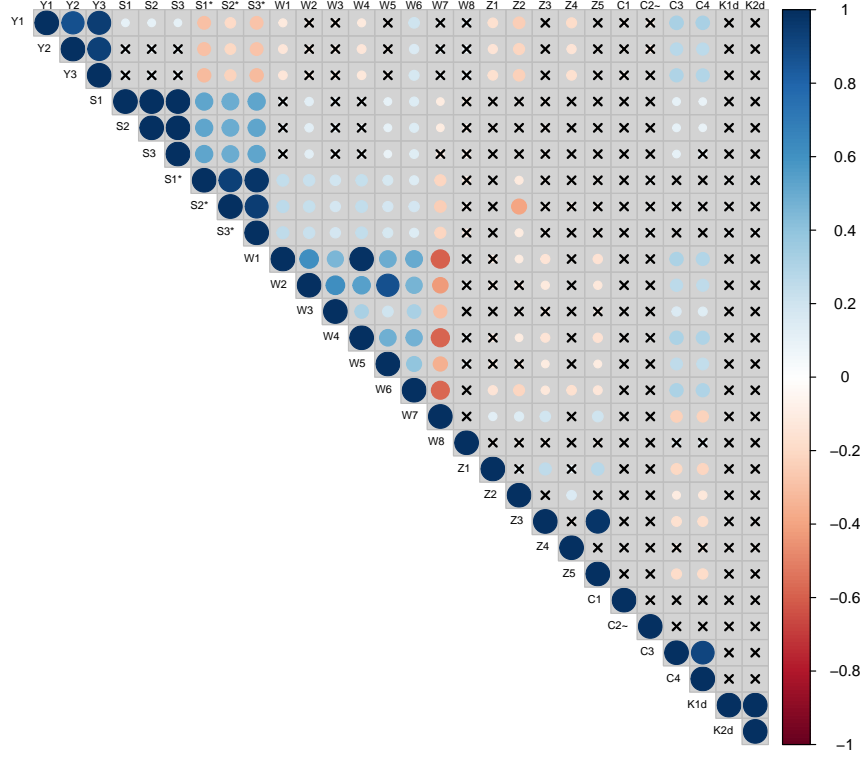 Y1 Y2 Y3 S1 S2 S3 S1* S2* S3* W1 W2 W3 W4 W5 W6 W7 W8 Z1 Z2 Z3 Z4 Z5 C1 C2~ C3 C4 K1d K2d
Y1
Y2
Y3
S1
S2
S3
S1*
S2*
S3*
W1
W2
W3
W4
W5
W6
W7
W8
Z1
Z2
Z3
Z4
Z5
C1
C2~
C3
C4
K1d
K2d
1
0.8
0.6
0.4
0.2
0
−0.2
−0.4
−0.6
−0.8
−1